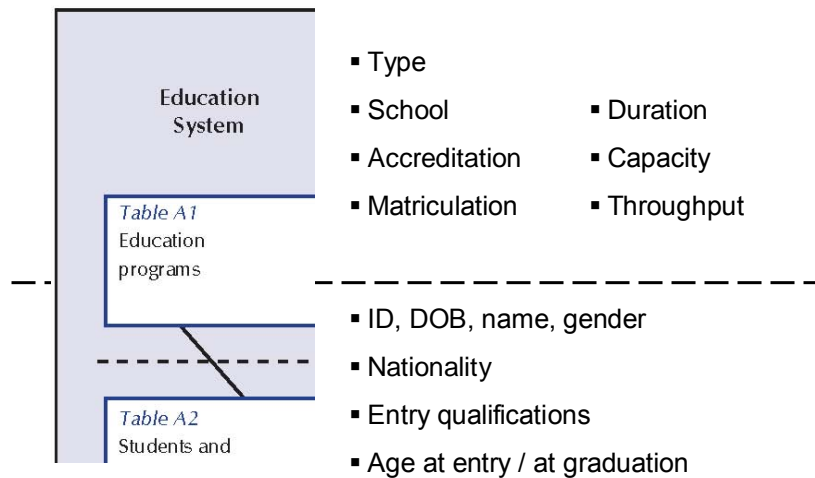 Education
System
Table A1
Education
programs
Table A2
Students and
▪ Type
▪ School
▪ Duration
▪ Accreditation
▪ Capacity
▪ Matriculation
▪ Throughput
▪ ID, DOB, name, gender
▪ Nationality
▪ Entry qualifications
▪ Age at entry / at graduation